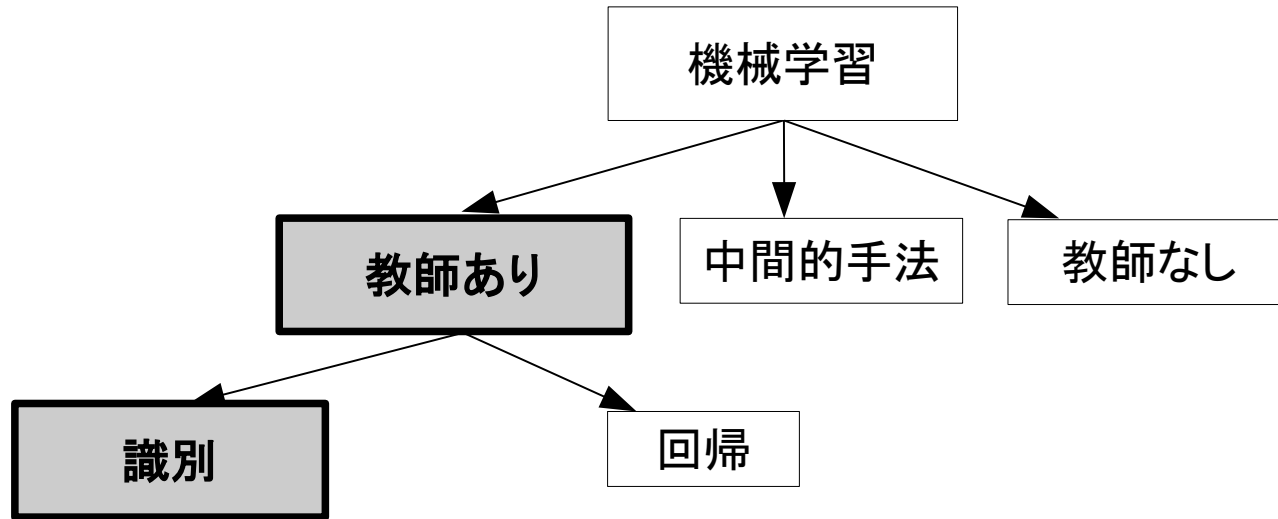 機械学習
教師あり
中間的手法
教師なし
識別
回帰